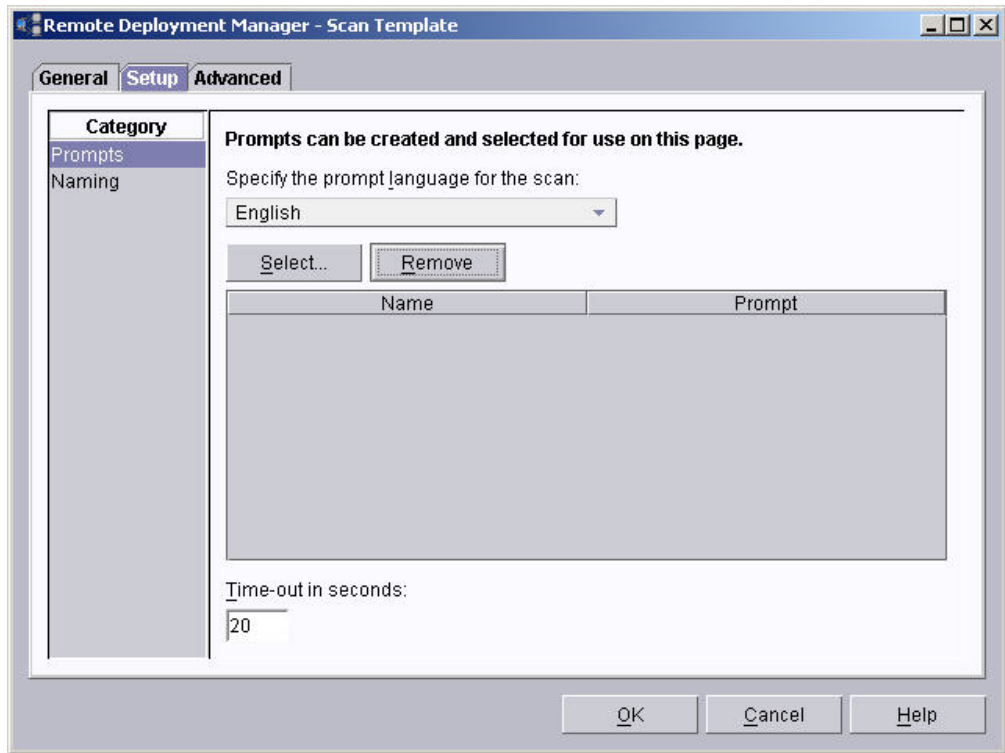 Remote Deployment Manager - Scan Template
General Setup Advanced
Category
Prompts
Naming
Prompts can be created and selected for use on this page.
Specify the prompt language for the scan:
English
Select... Remove
Name Prompt
Time-out in seconds:
20
OK Cancel Help